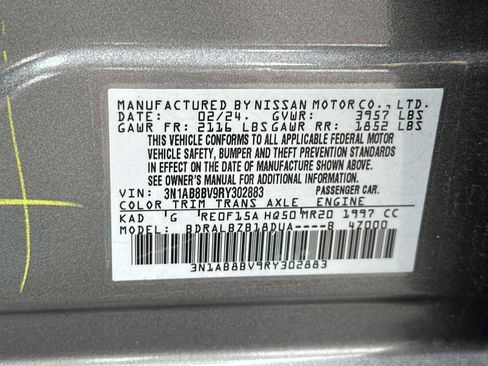 MANUFACTURED BY NISSAN MOTOR CO., LTD.
DATE: 02/24. GVWR: 3957 LBS
GAWR FR: 2116 LBS GAWR RR: 1852 LBS
THIS VEHICLE CONFORMS TO ALL APPLICABLE FEDERAL MOTOR
VEHICLE SAFETY, BUMPER AND THEFT PREVENTION STANDARDS
IN EFFECT ON THE DATE OF MANUFACTURE SHOWN ABOVE.
SEE OWNER'S MANUAL FOR ADDITIONAL INFORMATION
VIN: 3N1AB8BV9RY302883 PASSENGER CAR.
COLOR TRIM TRANS AXLE ENGINE
KAD G RE0F15A HQ50 MR20 1997 CC
MODEL: BDRALBZB18DUA----B 4Z000
3N1AB8BV9RY302883